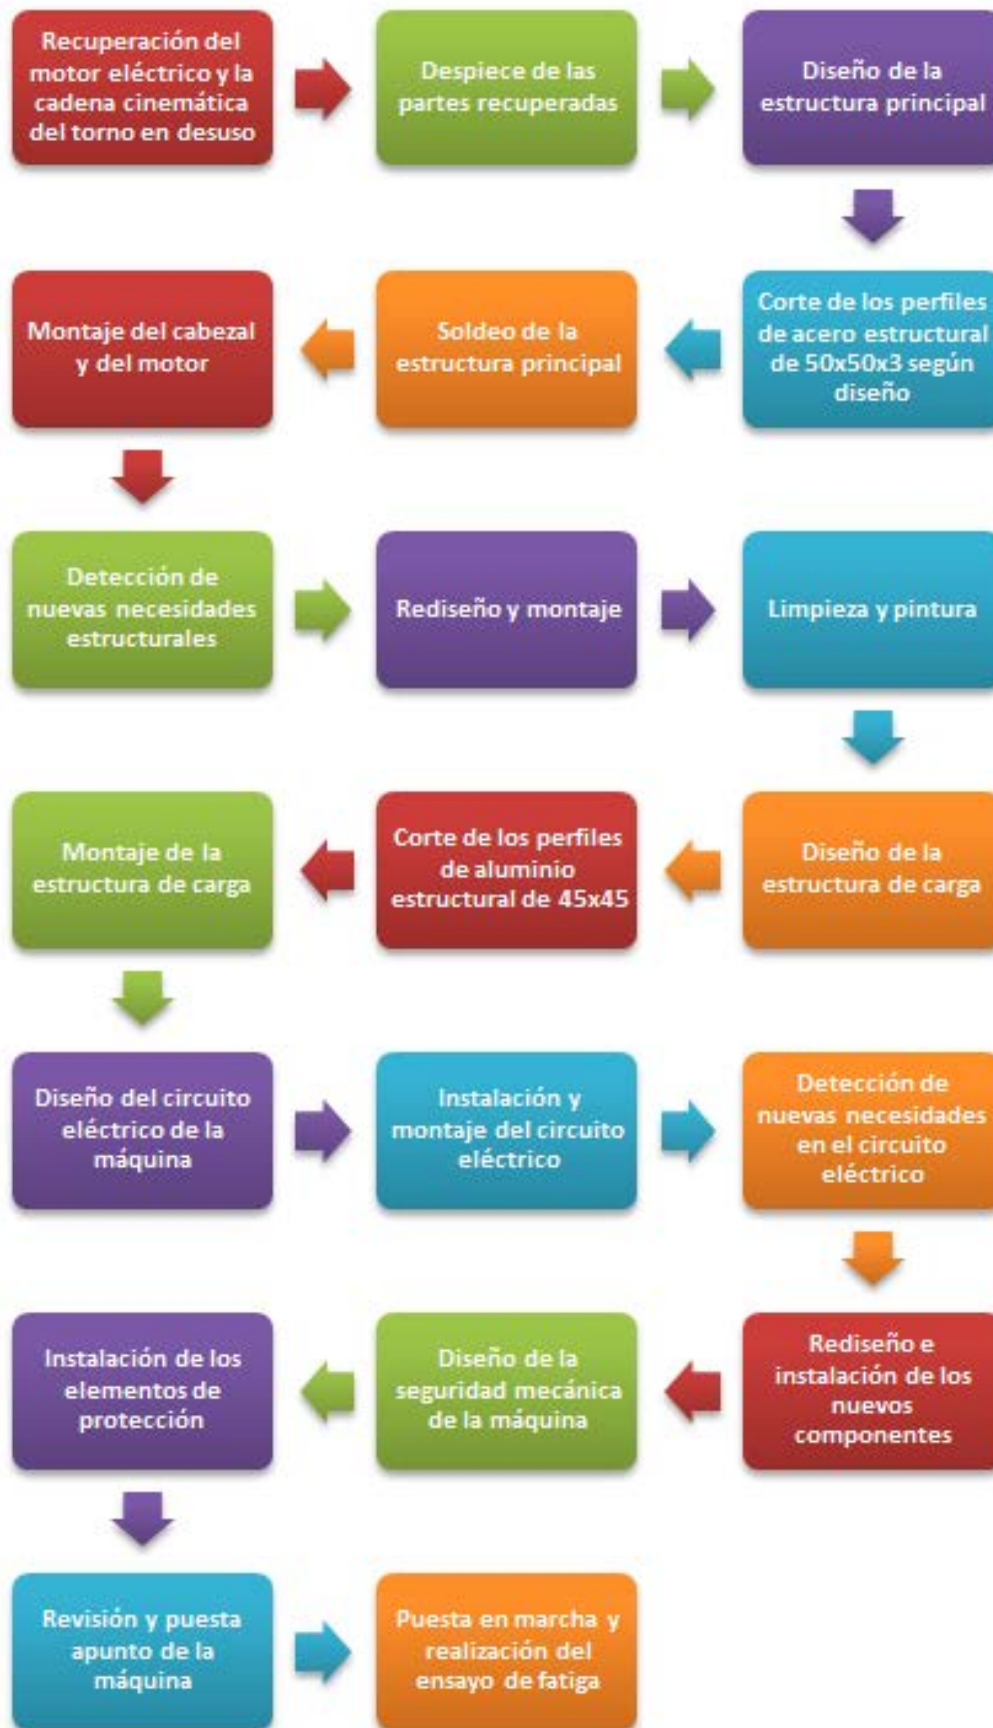 Recuperación del
motor eléctrico y la
cadena cinemática
del torno en desuso
Despiece de las
partes recuperadas
Diseño de la
estructura principal
Corte de los perfiles
de acero estructural
de 50x50x3 según
diseño
Soldeo de la
estructura principal
Montaje del cabezal
y del motor
Detección de
nuevas necesidades
estructurales
Rediseño y montaje
Limpieza y pintura
Diseño de la
estructura de carga
Corte de los perfiles
de aluminio
estructural de 45x45
Montaje de la
estructura de carga
Diseño del circuito
eléctrico de la
máquina
Instalación y
montaje del circuito
eléctrico
Detección de
nuevas necesidades
en el circuito
eléctrico
Rediseño e
instalación de los
nuevos
componentes
Diseño de la
seguridad mecánica
de la máquina
Instalación de los
elementos de
protección
Revisión y puesta
apunto de la
máquina
Puesta en marcha y
realización del
ensayo de fatiga